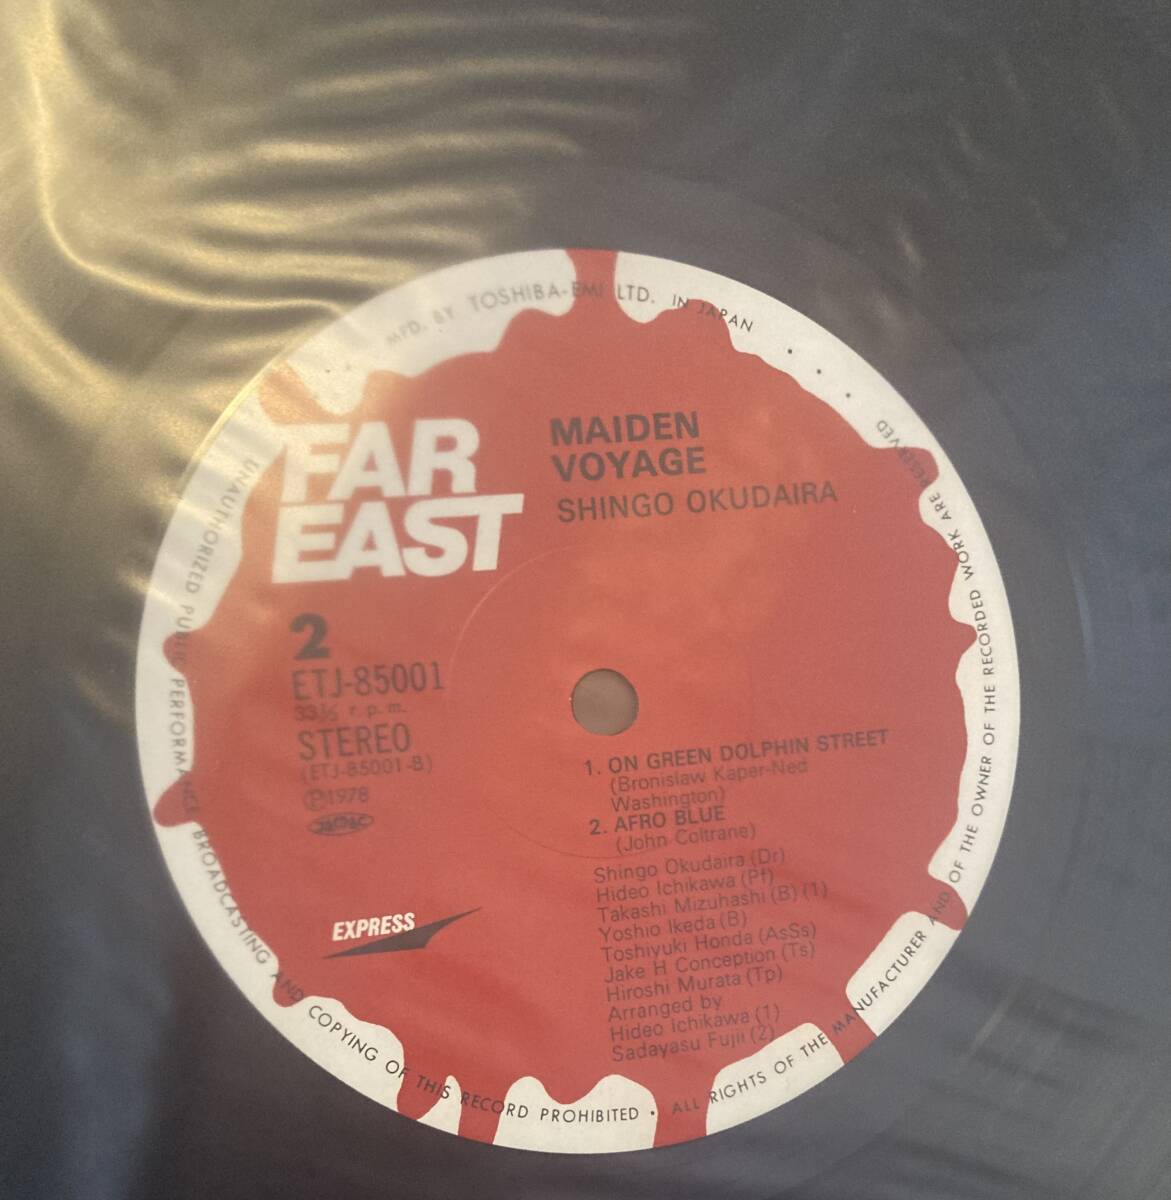 MFD. BY TOSHIBA-EMI LTD. IN JAPAN
FAR
EAST
MAIDEN
VOYAGE
SHINGO OKUDAIRA
2
ETJ-85001
33⅓ r.p.m.
STEREO
(ETJ-85001-B)
Ⓟ1978
JASRAC
EXPRESS
1. ON GREEN DOLPHIN STREET
(Bronislaw Kaper-Ned
Washington)
2. AFRO BLUE
(John Coltrane)
Shingo Okudaira (Dr)
Hideo Ichikawa (Pf)
Takashi Mizuhashi (B) (1)
Yoshio Ikeda (B)
Toshiyuki Honda (AsSs)
Jake H Conception (Ts)
Hiroshi Murata (Tp)
Arranged by
Hideo Ichikawa (1)
Sadayasu Fujii (2)
UNAUTHORIZED PUBLIC PERFORMANCE BROADCASTING AND COPYING OF THIS RECORD PROHIBITED • ALL RIGHTS OF THE MANUFACTURER AND OF THE OWNER OF THE RECORDED WORK ARE RESERVED